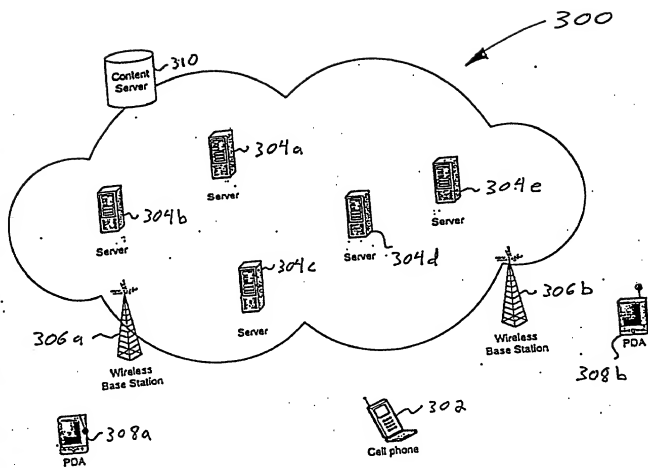 300
310
Content
Server
304a
Server
304e
Server
304b
Server
304d
Server
304c
Server
306a
Wireless
Base Station
306b
Wireless
Base Station
PDA
308b
302
Cell phone
308a
PDA